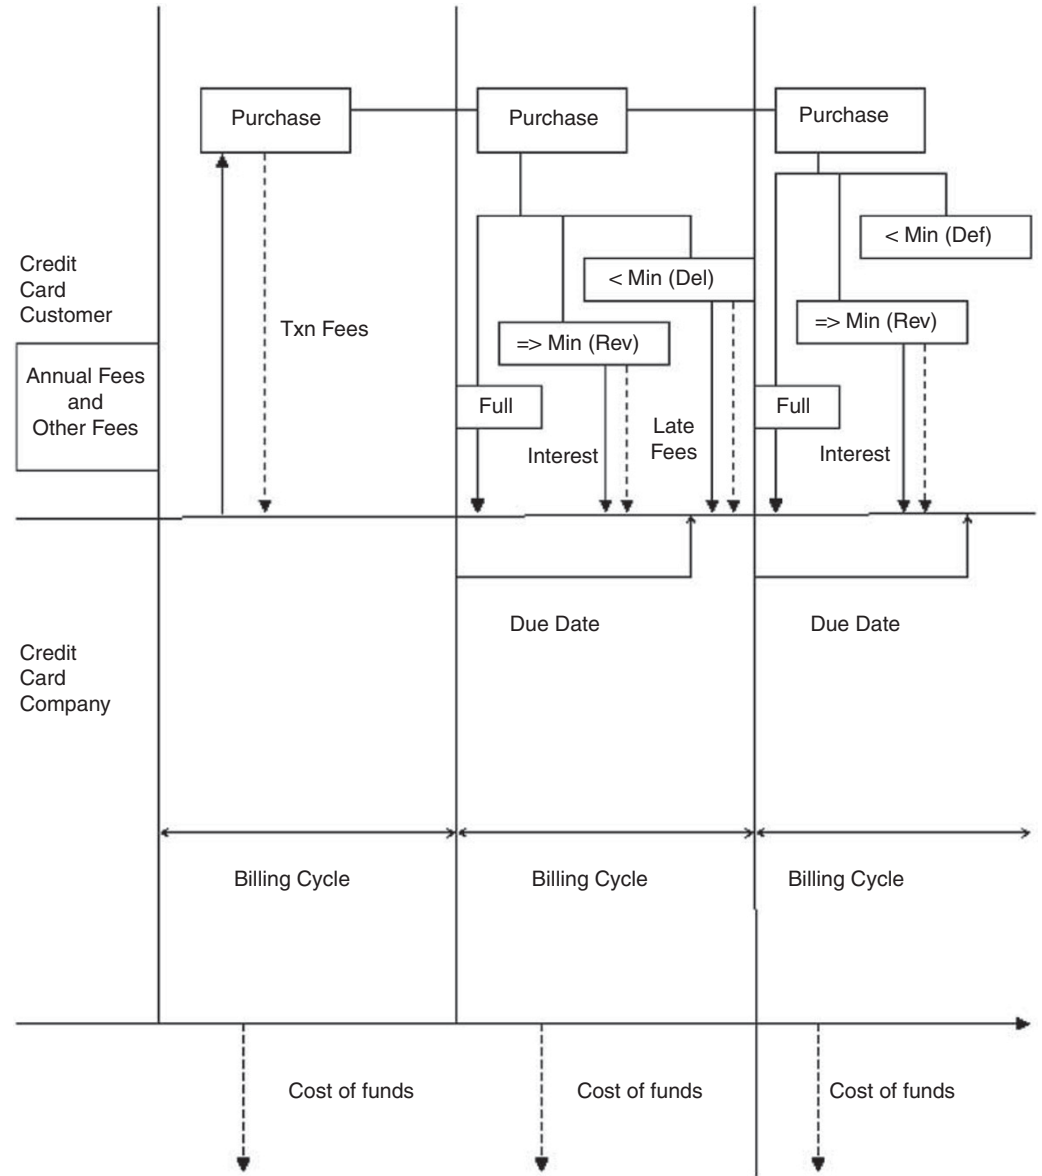 Purchase
Purchase
Purchase
< Min (Def)
Credit
Card
Customer
< Min (Del)
Txn Fees
=> Min (Rev)
=> Min (Rev)
Annual Fees
and
Other Fees
Full
Full
Late
Fees
Interest
Interest
Due Date
Due Date
Credit
Card
Company
Billing Cycle
Billing Cycle
Billing Cycle
Cost of funds
Cost of funds
Cost of funds